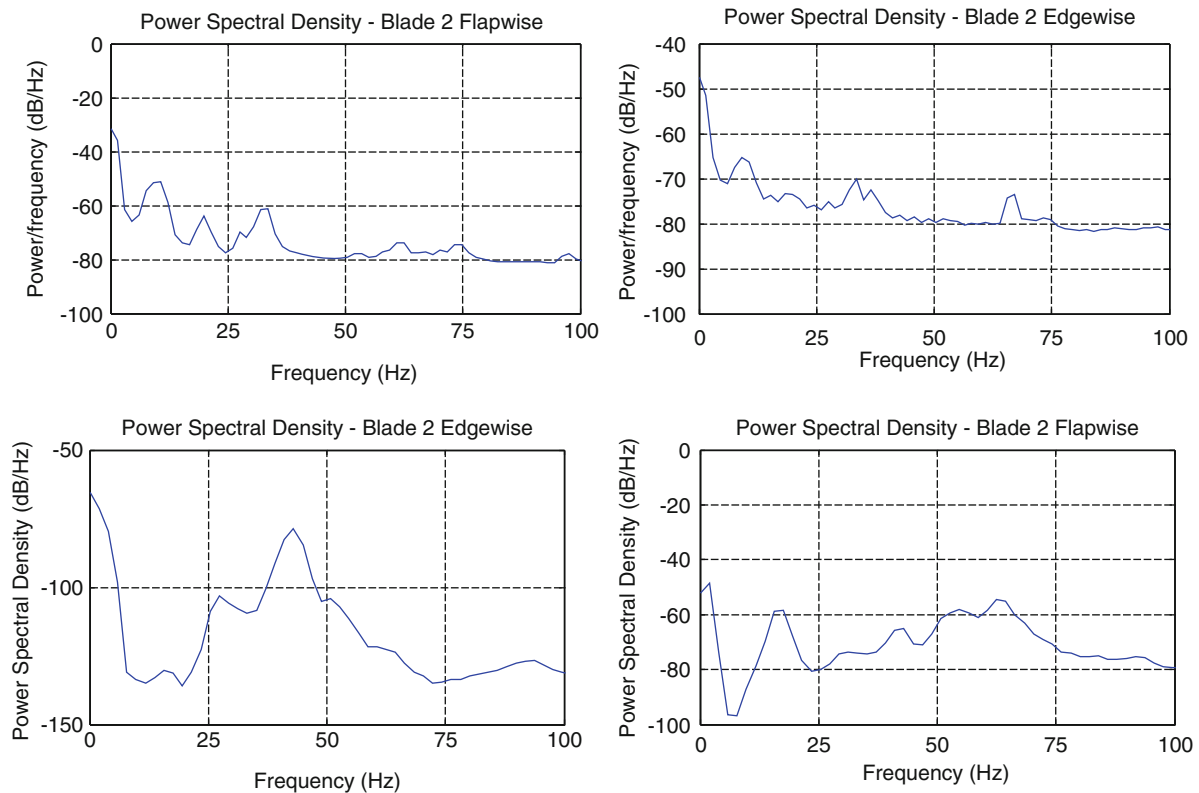 Power Spectral Density - Blade 2 Flapwise
0
-20
-40
-60
-80
-100
Power/frequency (dB/Hz)
0 25 50 75 100
Frequency (Hz)
Power Spectral Density - Blade 2 Edgewise
-40
-50
-60
-70
-80
-90
-100
Power/frequency (dB/Hz)
0 25 50 75 100
Frequency (Hz)
Power Spectral Density - Blade 2 Edgewise
-50
-100
-150
Power Spectral Density (dB/Hz)
0 25 50 75 100
Frequency (Hz)
Power Spectral Density - Blade 2 Flapwise
0
-20
-40
-60
-80
-100
Power Spectral Density (dB/Hz)
0 25 50 75 100
Frequency (Hz)